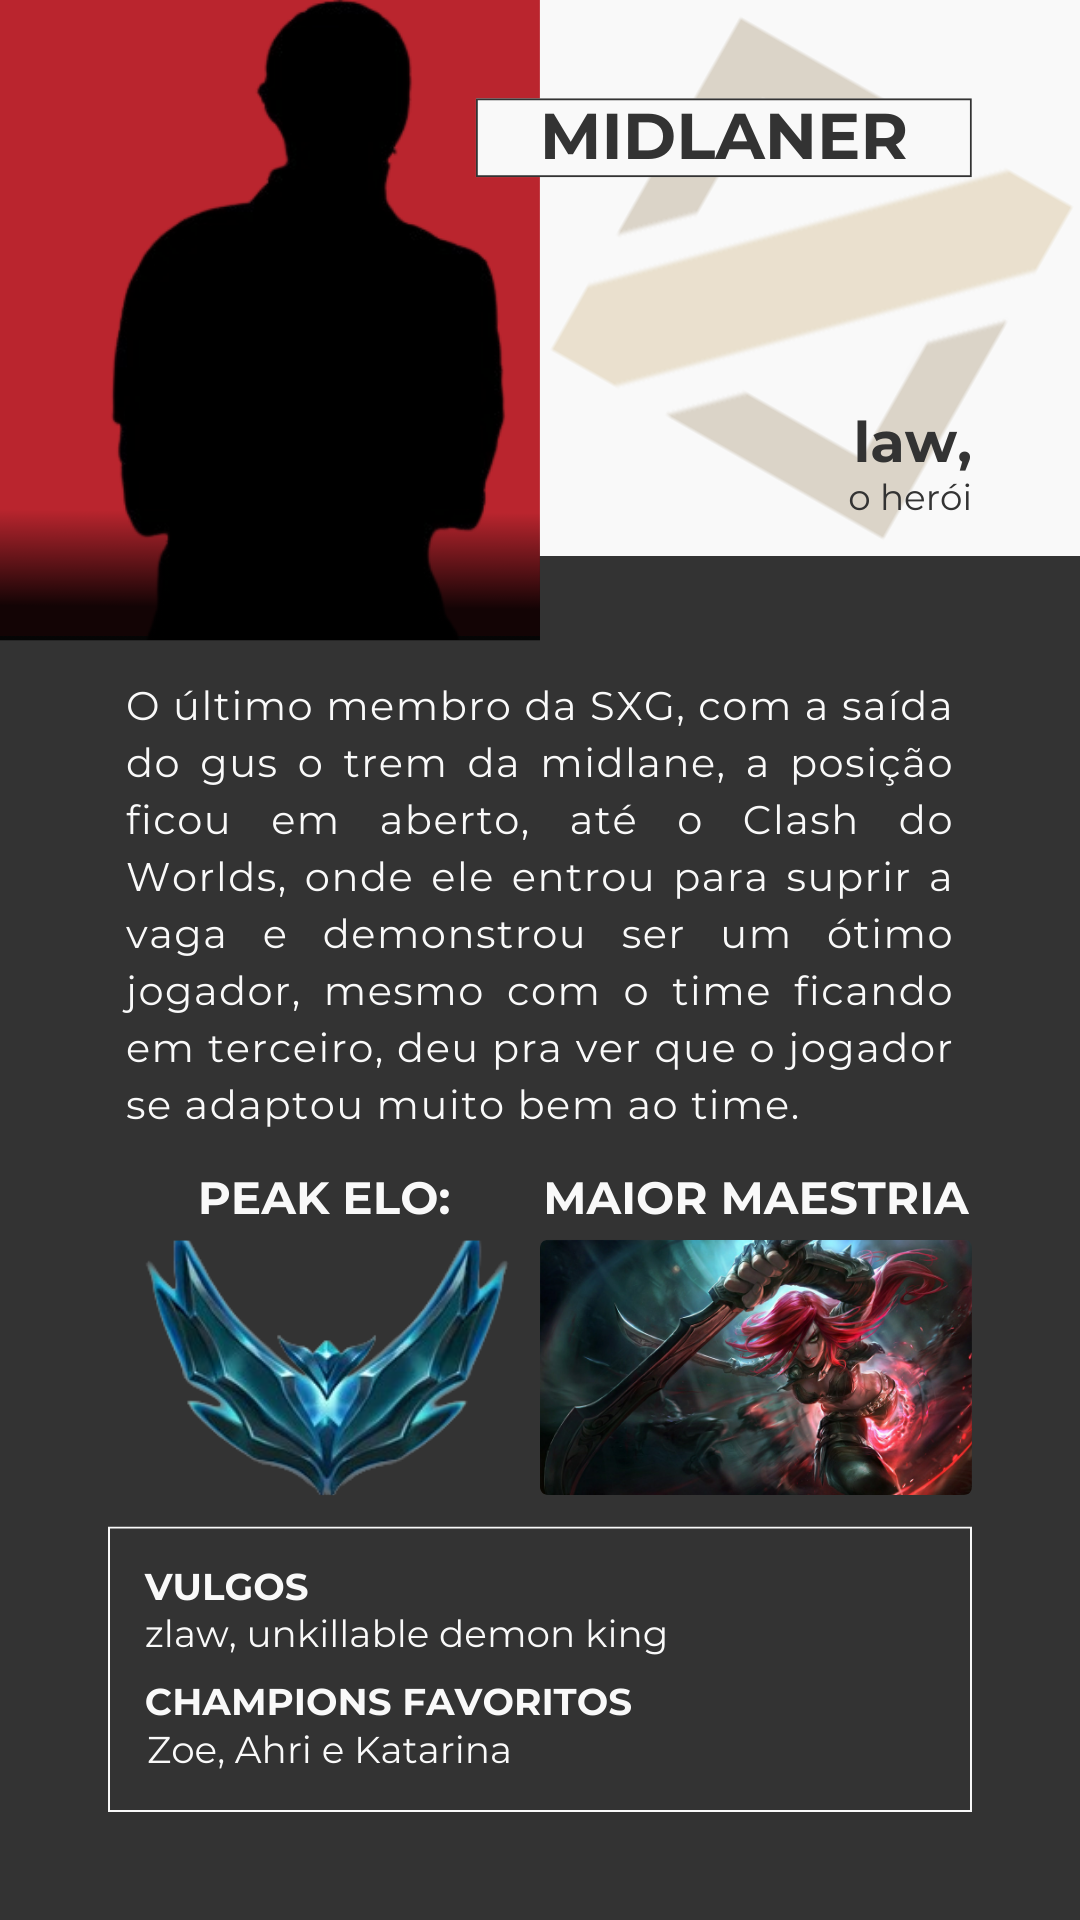 MIDLANER
law,
o herói
O último membro da SXG, com a saída
do gus o trem da midlane, a posição
ficou em aberto, até o Clash do
Worlds, onde ele entrou para suprir a
vaga e demonstrou ser um ótimo
jogador, mesmo com o time ficando
em terceiro, deu pra ver que o jogador
se adaptou muito bem ao time.
PEAK ELO:
MAIOR MAESTRIA
VULGOS
zlaw, unkillable demon king
CHAMPIONS FAVORITOS
Zoe, Ahri e Katarina